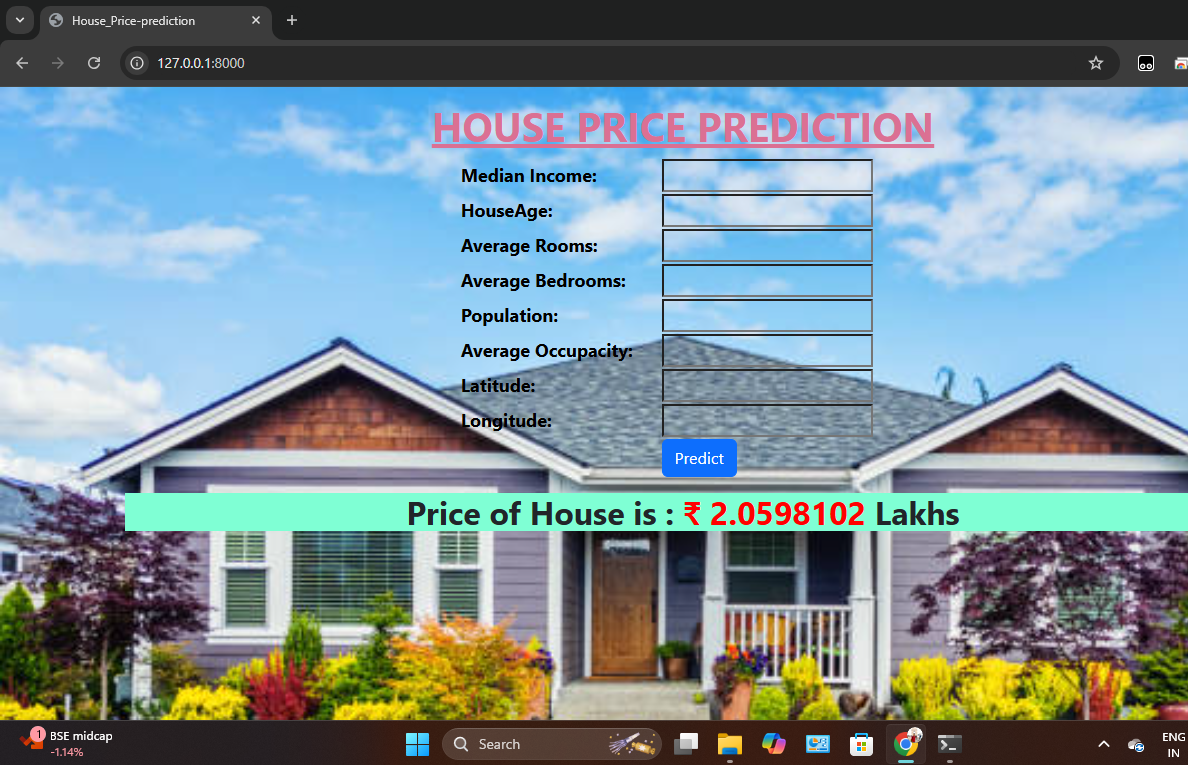 House_Price-prediction
127.0.0.1:8000
HOUSE PRICE PREDICTION
Median Income:
HouseAge:
Average Rooms:
Average Bedrooms:
Population:
Average Occupacity:
Latitude:
Longitude:
Predict
Price of House is : ₹ 2.0598102 Lakhs
1
BSE midcap
-1.14%
Search
ENG
IN